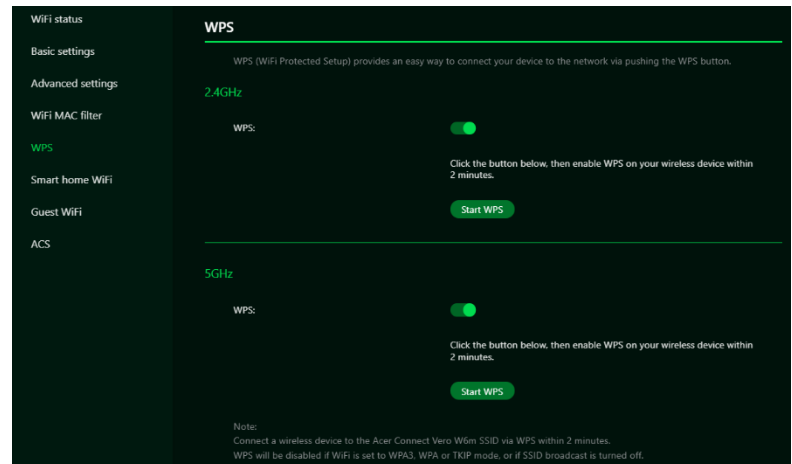 WiFi status
Basic settings
Advanced settings
WiFi MAC filter
WPS
Smart home WiFi
Guest WiFi
ACS
WPS
WPS (WiFi Protected Setup) provides an easy way to connect your device to the network via pushing the WPS button.
2.4GHz
WPS:
Click the button below, then enable WPS on your wireless device within
2 minutes.
Start WPS
5GHz
WPS:
Click the button below, then enable WPS on your wireless device within
2 minutes.
Start WPS
Note:
Connect a wireless device to the Acer Connect Vero W6m SSID via WPS within 2 minutes.
WPS will be disabled if WiFi is set to WPA3, WPA or TKIP mode, or if SSID broadcast is turned off.